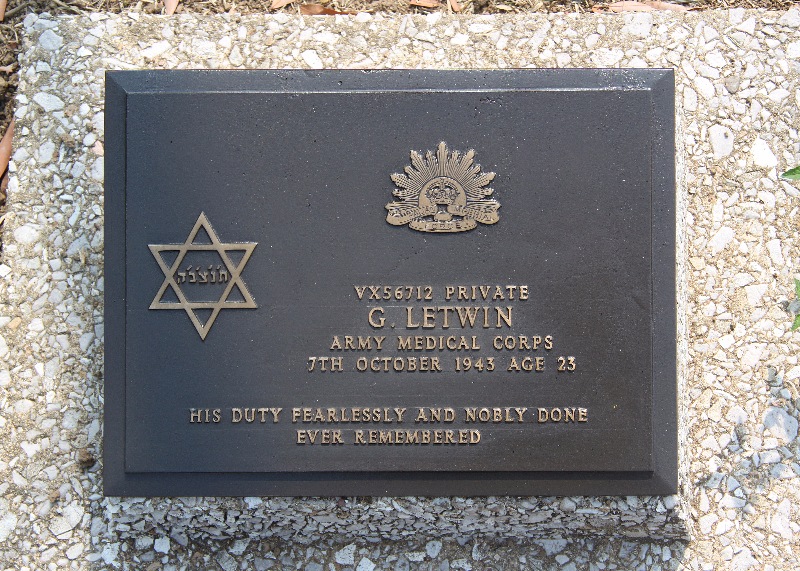 ת'נ'צ'ב'ה
VX56712 PRIVATE
G. LETWIN
ARMY MEDICAL CORPS
7TH OCTOBER 1943 AGE 23
HIS DUTY FEARLESSLY AND NOBLY DONE
EVER REMEMBERED